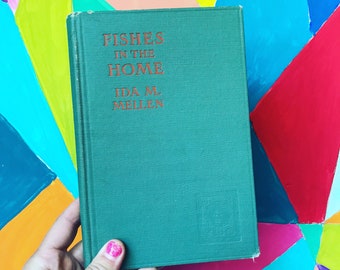 FISHES
IN THE
HOME
IDA M.
MELLEN